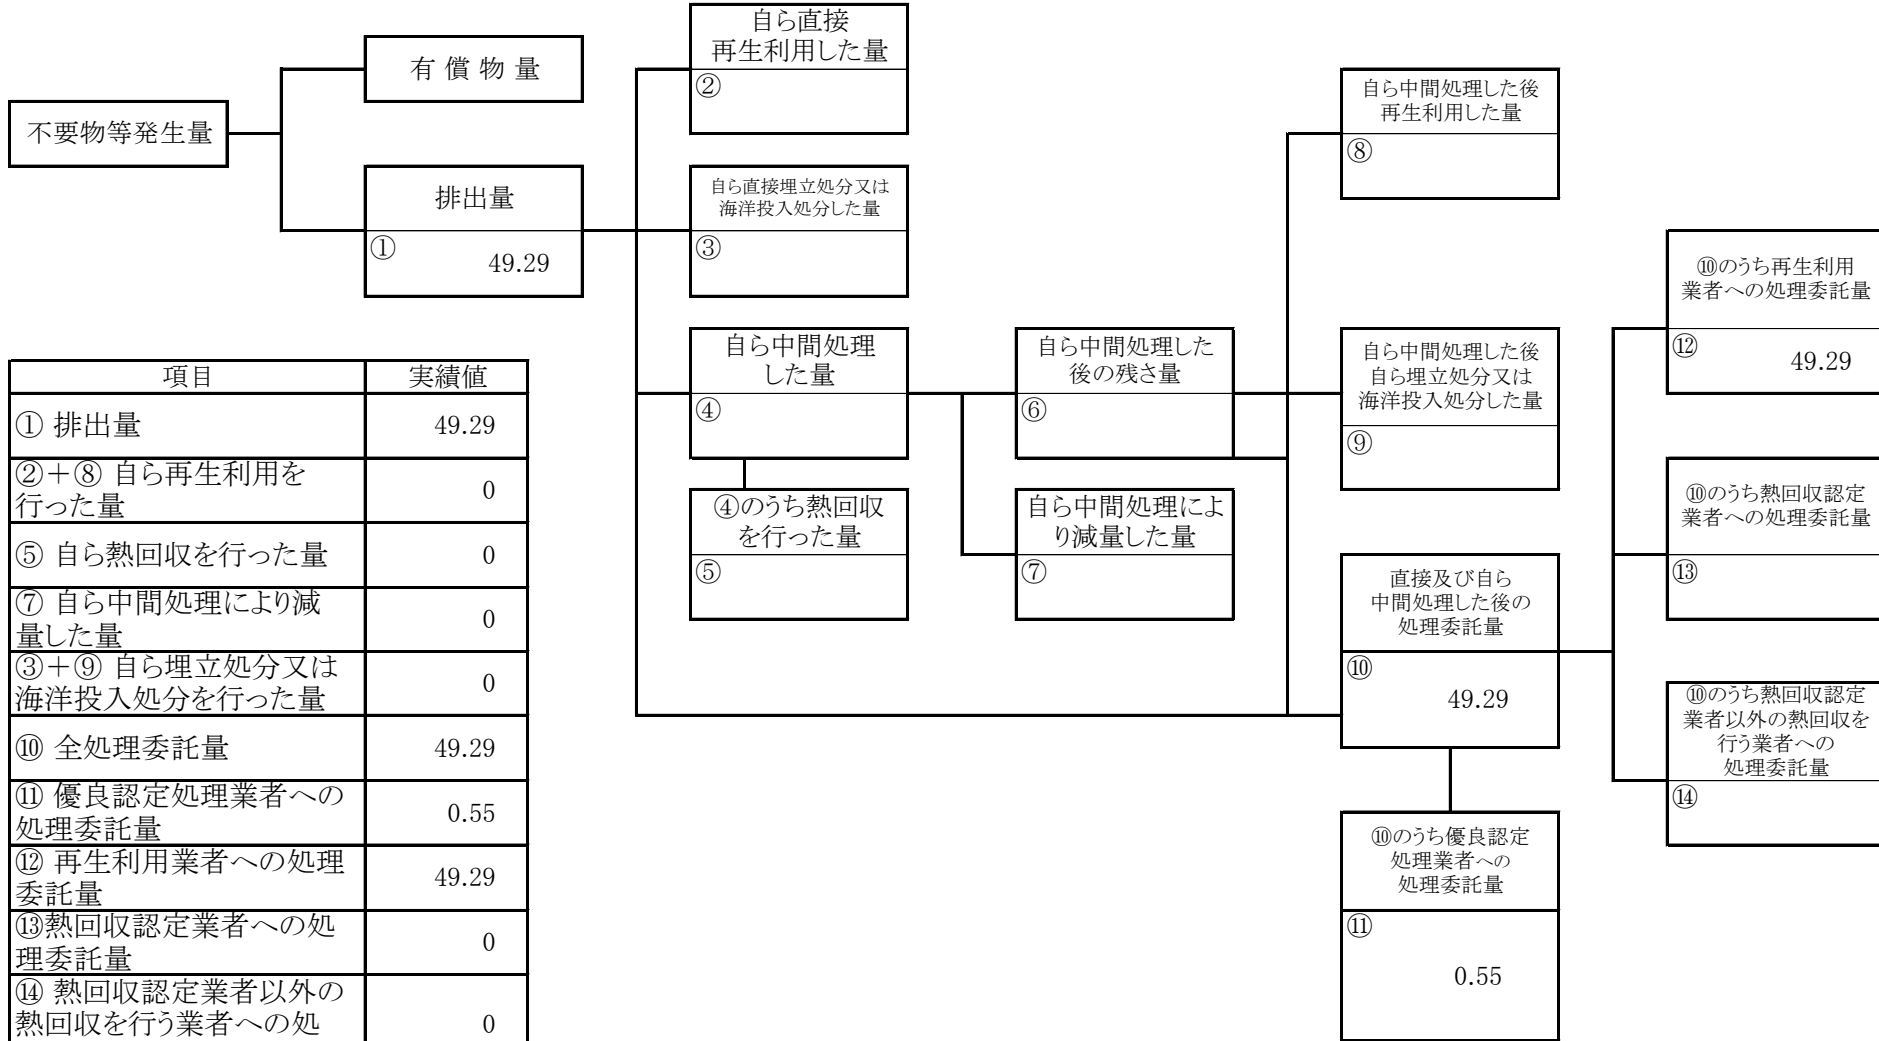 不要物等発生量
有償物量
排出量
①
49.29
自ら直接
再生利用した量
②
自ら直接埋立処分又は
海洋投入処分した量
③
自ら中間処理
した量
④
④のうち熱回収
を行った量
⑤
自ら中間処理した
後の残さ量
⑥
自ら中間処理によ
り減量した量
⑦
自ら中間処理した後
再生利用した量
⑧
自ら中間処理した後
自ら埋立処分又は
海洋投入処分した量
⑨
直接及び自ら
中間処理した後の
処理委託量
⑩
49.29
⑩のうち優良認定
処理業者への
処理委託量
⑪
0.55
⑩のうち再生利用
業者への処理委託量
⑫
49.29
⑩のうち熱回収認定
業者への処理委託量
⑬
⑩のうち熱回収認定
業者以外の熱回収を
行う業者への
処理委託量
⑭
項目 実績値
① 排出量 49.29
②＋⑧ 自ら再生利用を
行った量 0
⑤ 自ら熱回収を行った量 0
⑦ 自ら中間処理により減
量した量 0
③＋⑨ 自ら埋立処分又は
海洋投入処分を行った量 0
⑩ 全処理委託量 49.29
⑪ 優良認定処理業者への
処理委託量 0.55
⑫ 再生利用業者への処理
委託量 49.29
⑬熱回収認定業者への処
理委託量 0
⑭ 熱回収認定業者以外の
熱回収を行う業者への処 0